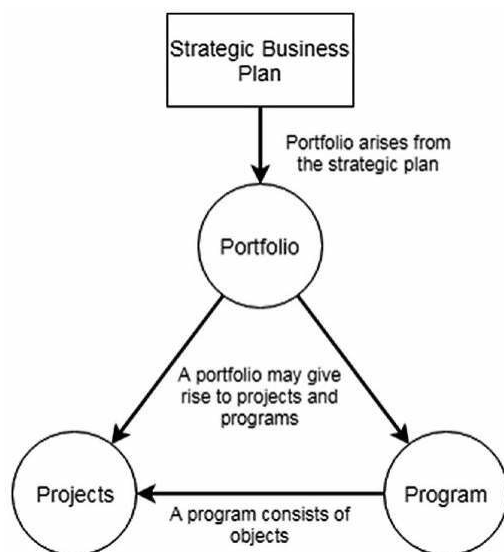 Strategic Business
Plan
Portfolio arises from
the strategic plan
Portfolio
A portfolio may give
rise to projects and
programs
Projects
Program
A program consists of
objects